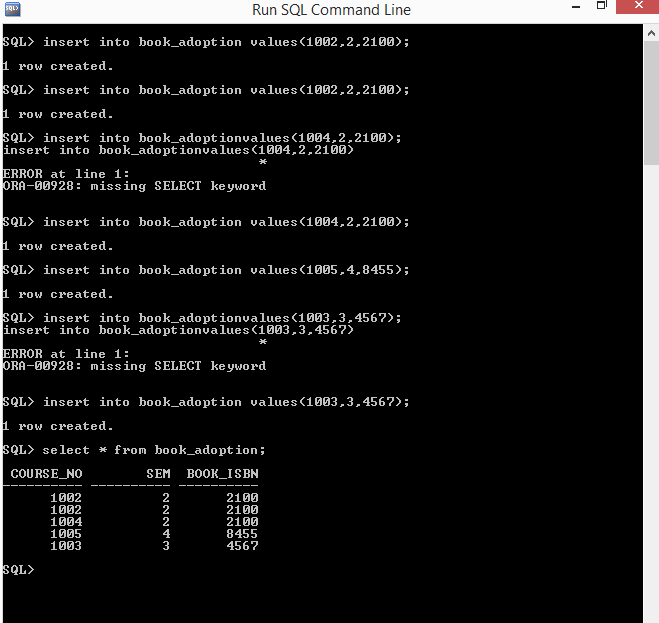 Run SQL Command Line
SQL> insert into book_adoption values(1002,2,2100);
1 row created.
SQL> insert into book_adoption values(1002,2,2100);
1 row created.
SQL> insert into book_adoptionvalues(1004,2,2100);
insert into book_adoptionvalues(1004,2,2100)
*
ERROR at line 1:
ORA-00928: missing SELECT keyword
SQL> insert into book_adoption values(1004,2,2100);
1 row created.
SQL> insert into book_adoption values(1005,4,8455);
1 row created.
SQL> insert into book_adoptionvalues(1003,3,4567);
insert into book_adoptionvalues(1003,3,4567)
*
ERROR at line 1:
ORA-00928: missing SELECT keyword
SQL> insert into book_adoption values(1003,3,4567);
1 row created.
SQL> select * from book_adoption;
COURSE_NO SEM BOOK_ISBN
---------- ---------- ----------
1002 2 2100
1002 2 2100
1004 2 2100
1005 4 8455
1003 3 4567
SQL>